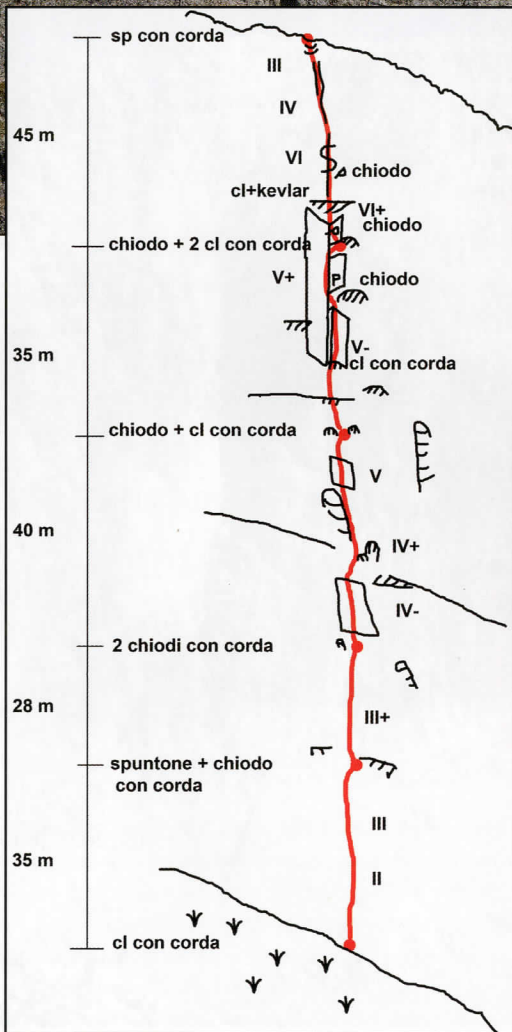 sp con corda
III
45 m
IV
VI
chiodo
cl+kevlar
VI+
chiodo
chiodo + 2 cl con corda
V+
P
chiodo
35 m
V-
cl con corda
chiodo + cl con corda
V
40 m
IV+
IV-
2 chiodi con corda
28 m
III+
spuntone + chiodo
con corda
35 m
III
II
cl con corda